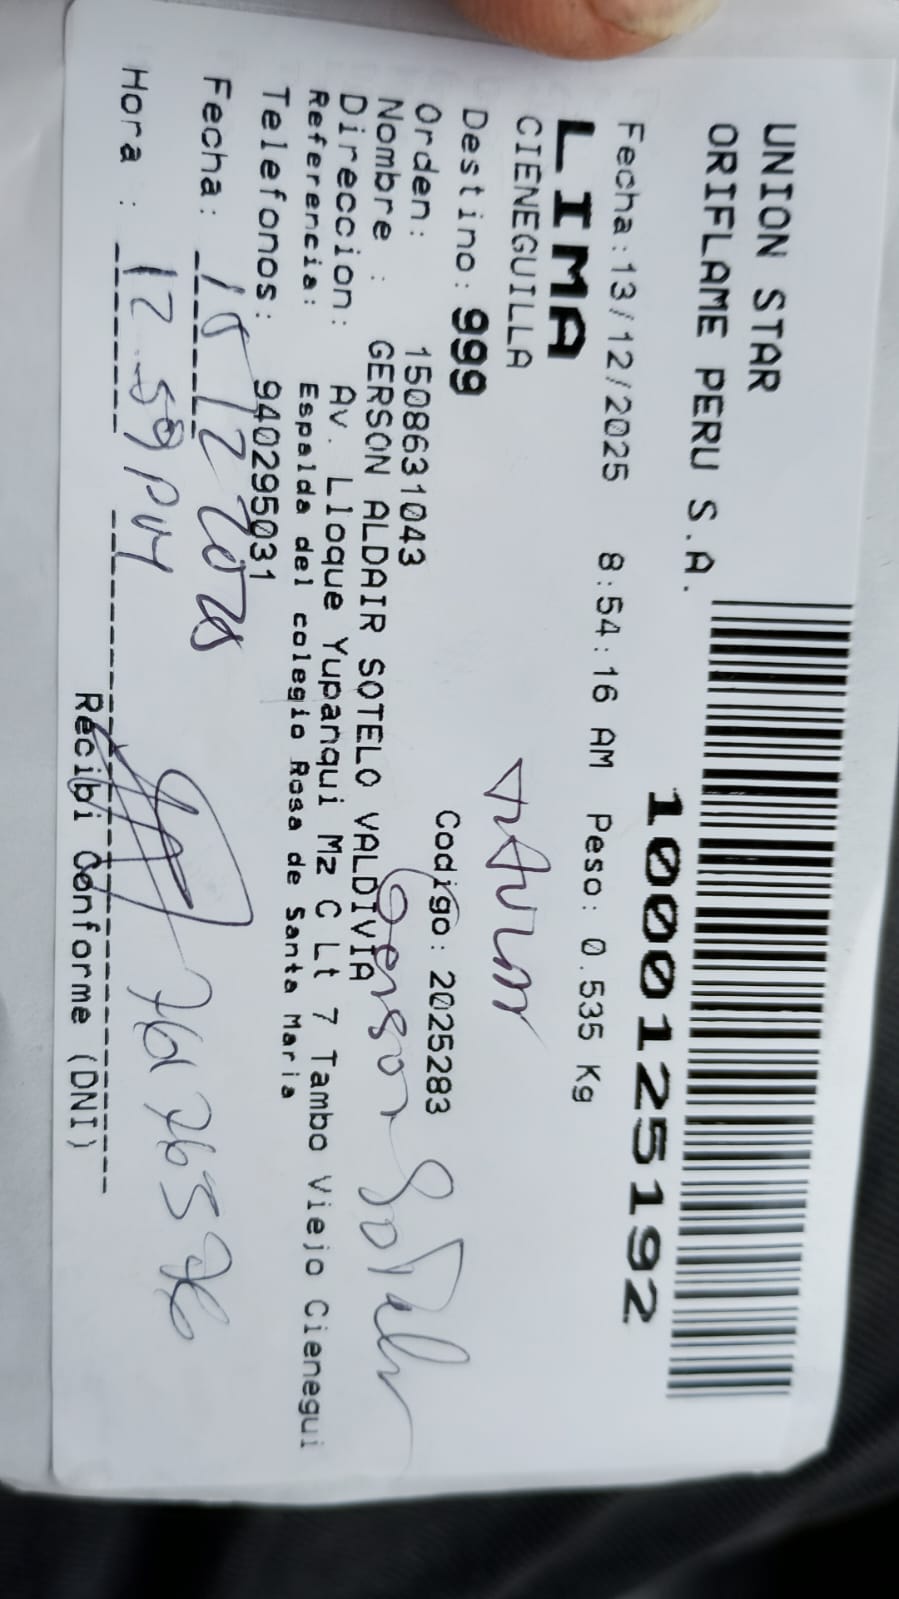 UNION STAR
ORIFLAME PERU S.A.
1000125192
Fecha:13/12/2025 8:54:16 AM Peso: 0.535 Kg
LIMA
CIENEGUILLA
Destino: 999
Orden: 1508631043 Codigo: 2025283
Nombre : GERSON ALDAIR SOTELO VALDIVIA
Gerson Sotelo
Direccion: Av. Lloque Yupanqui Mz C Lt 7 Tambo Viejo Cienegui
Referencia: Espalda del colegio Rosa de Santa Maria
Telefonos: 940295031
Fecha:
Hora : 12 59 PM
Recibi Conforme (DNI)